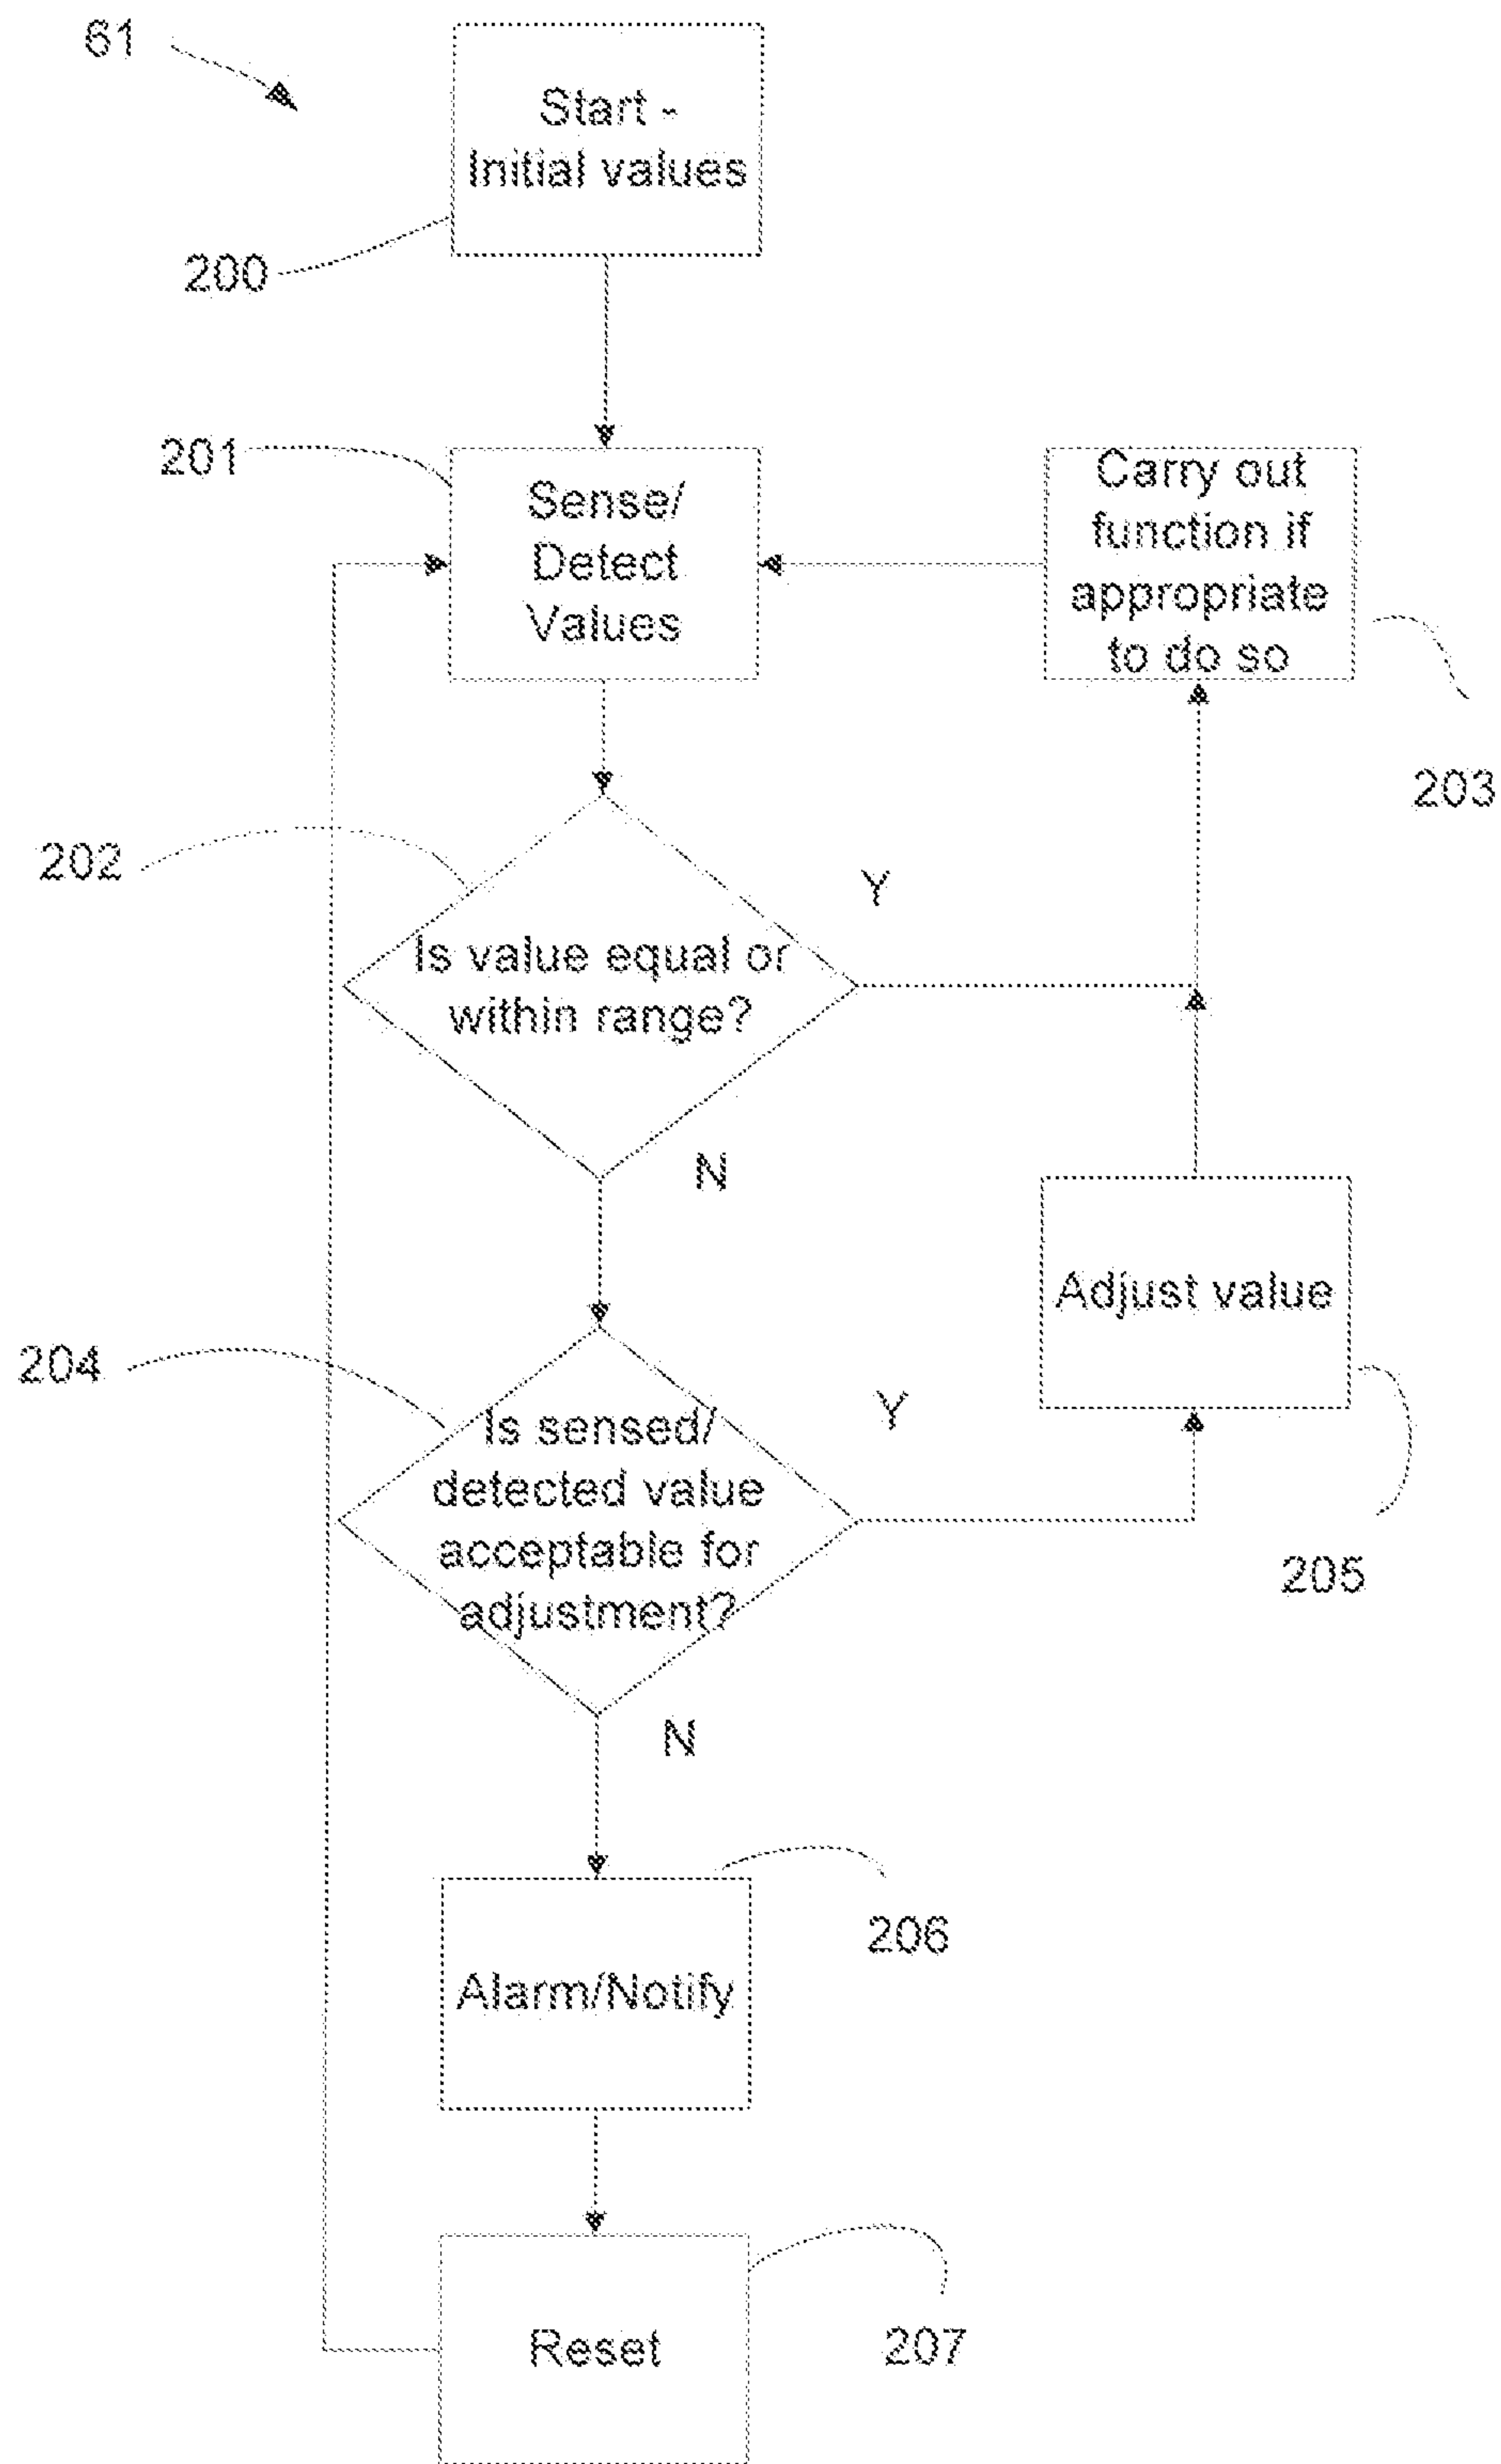 61
Start -
Initial values
200
201
Sense/
Detect
Values
Carry out
function if
appropriate
to do so
203
202
Is value equal or
within range?
Y
N
Adjust value
205
204
Is sensed/
detected value
acceptable for
adjustment?
Y
N
206
Alarm/Notify
Reset
207